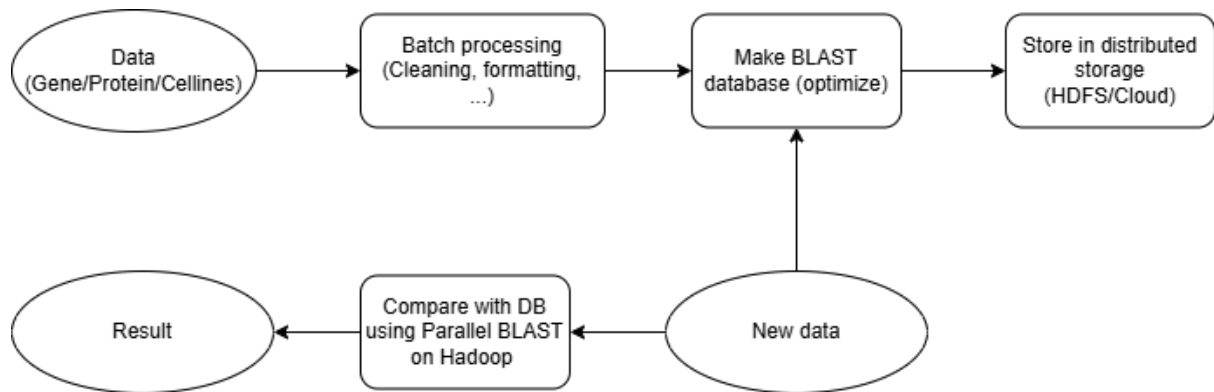 Data
(Gene/Protein/Cellines)
Batch processing
(Cleaning, formatting,
...)
Make BLAST
database (optimize)
Store in distributed
storage
(HDFS/Cloud)
Result
Compare with DB
using Parallel BLAST
on Hadoop
New data